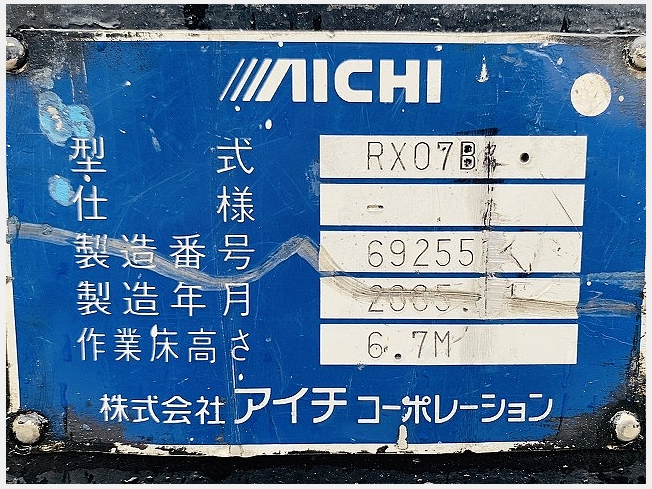 AICHI
型式 RX07B
仕様 -
製造番号 69255
製造年月 2005.
作業床高さ 6.7M
株式会社 アイチ コーポレーション